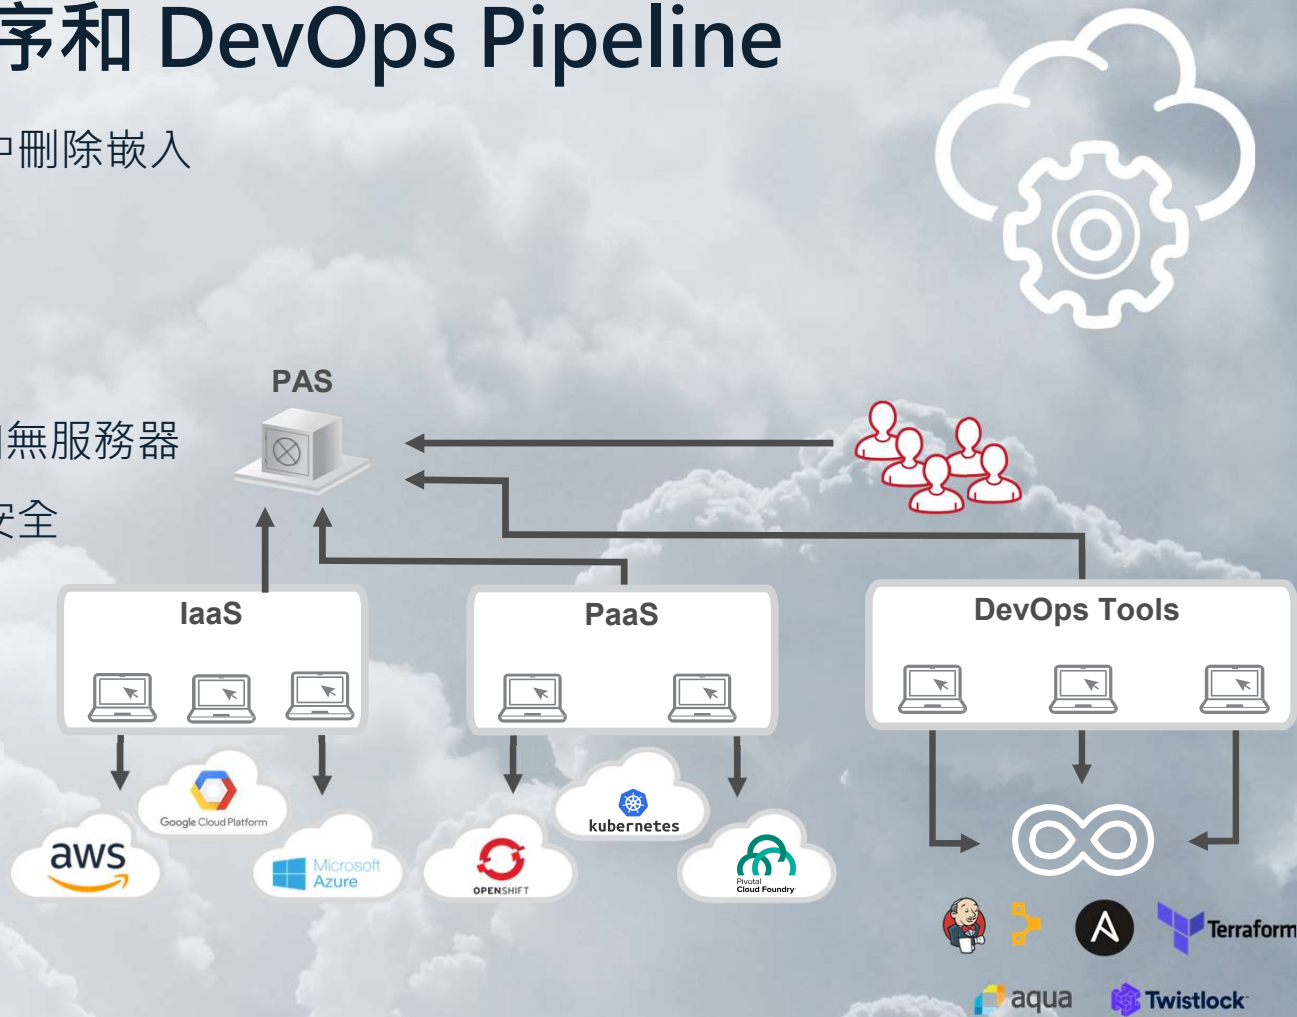 序和 DevOps Pipeline
中刪除嵌入
PAS
和無服務器
安全
IaaS
PaaS
DevOps Tools
Google Cloud Platform
kubernetes
aws
Microsoft
Azure
OPENSHIFT
Pivotal
Cloud Foundry
Terraform
aqua
Twistlock